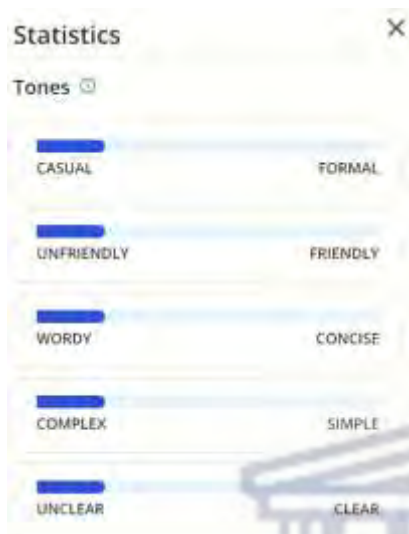 Statistics
Tones
CASUAL FORMAL
UNFRIENDLY FRIENDLY
WORDY CONCISE
COMPLEX SIMPLE
UNCLEAR CLEAR